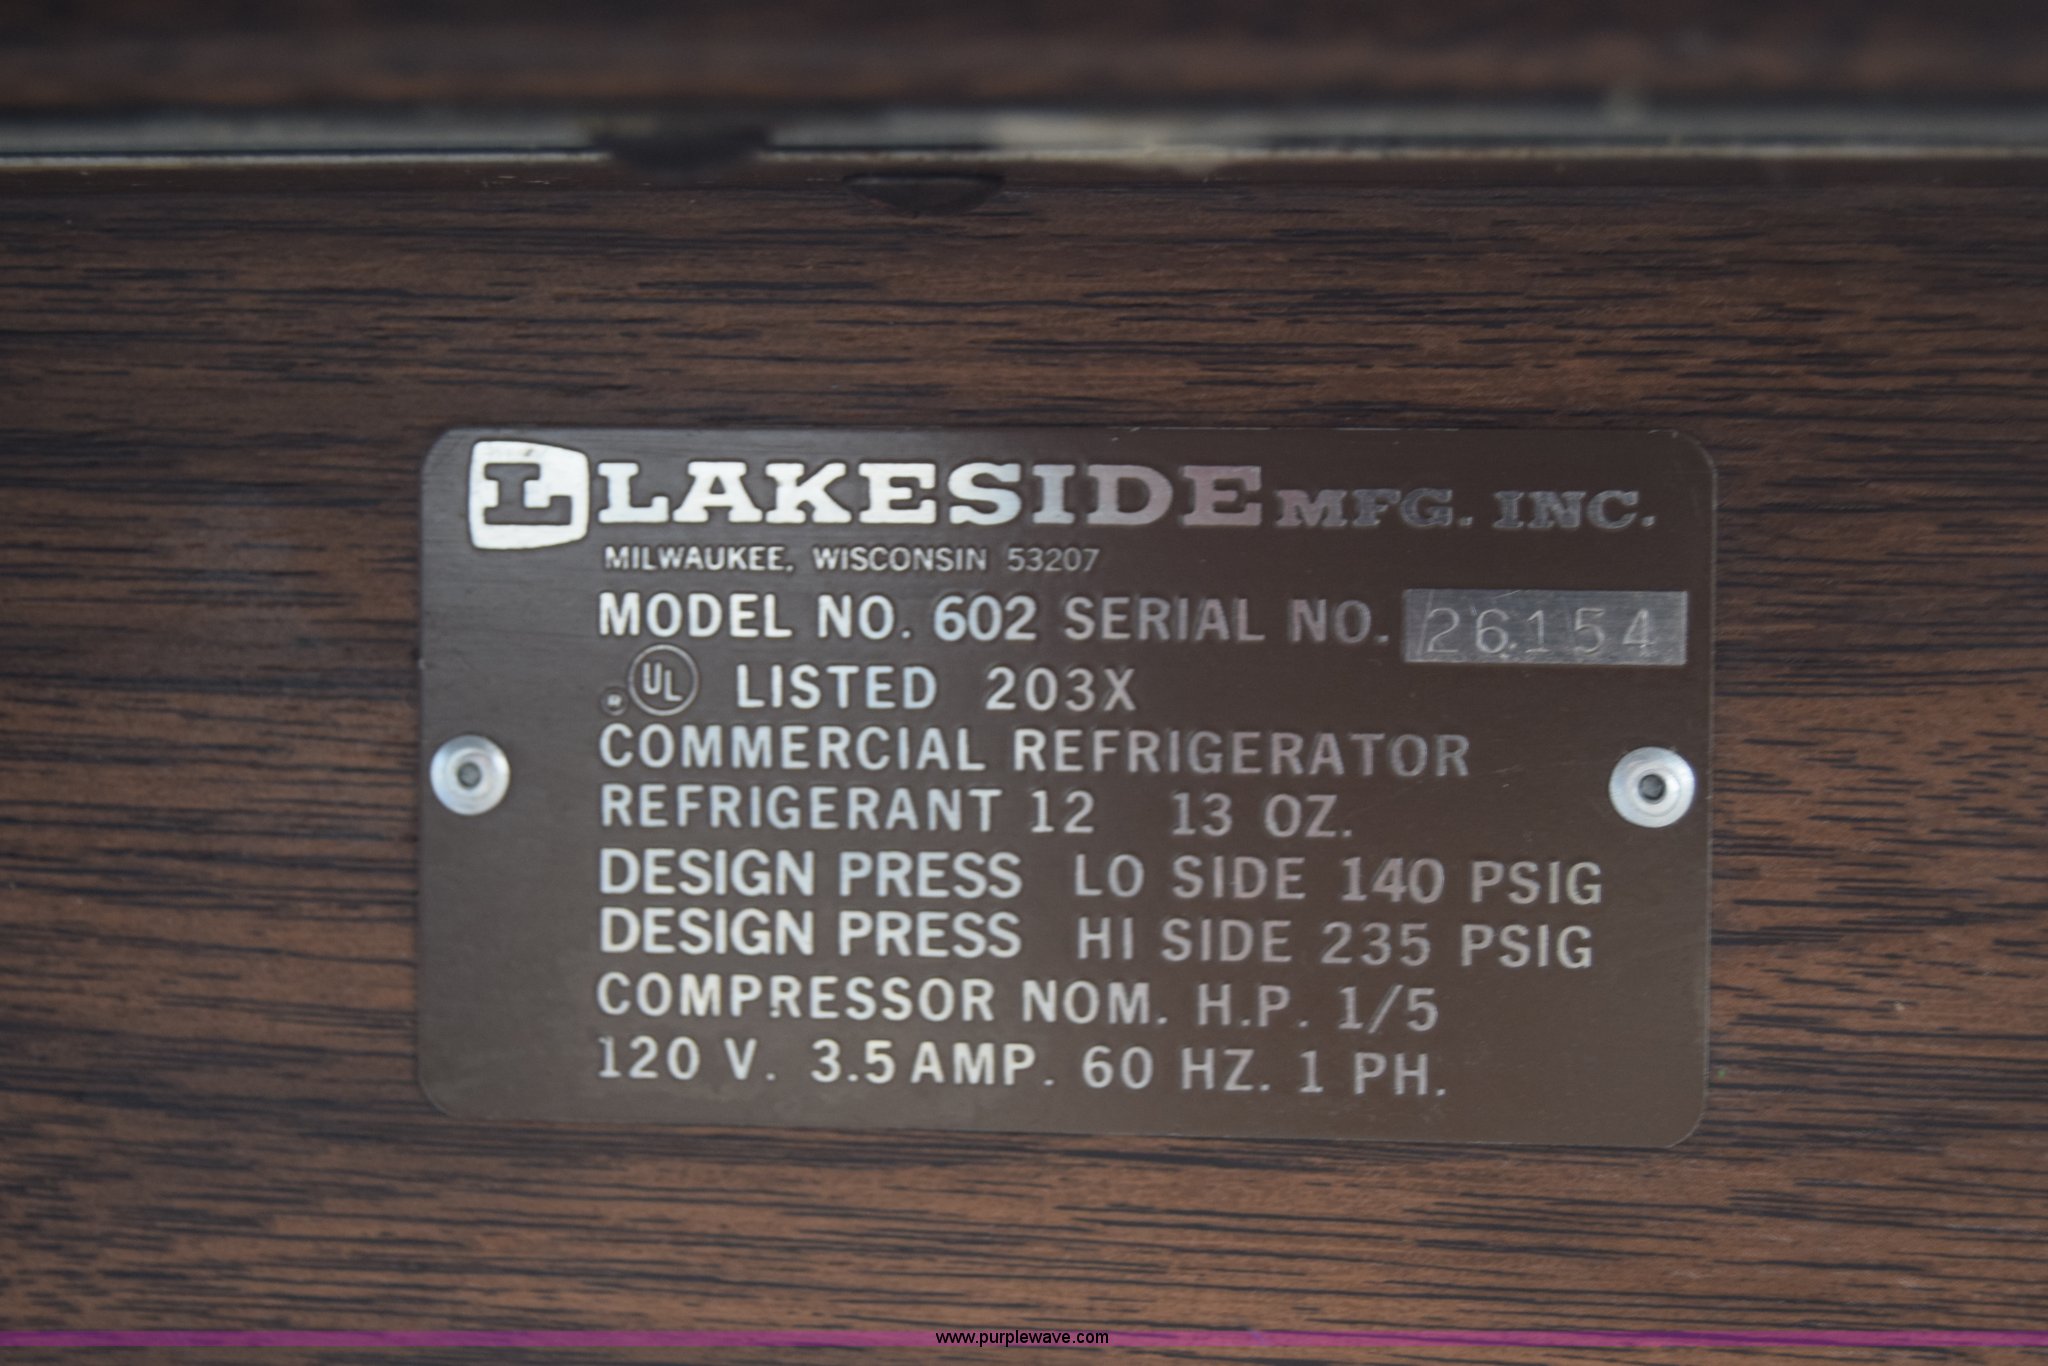 L LAKESIDE MFG. INC.
MILWAUKEE, WISCONSIN 53207
MODEL NO. 602 SERIAL NO. 26154
UL LISTED 203X
COMMERCIAL REFRIGERATOR
REFRIGERANT 12 13 OZ.
DESIGN PRESS LO SIDE 140 PSIG
DESIGN PRESS HI SIDE 235 PSIG
COMPRESSOR NOM. H.P. 1/5
120 V. 3.5 AMP. 60 HZ. 1 PH.
www.purplewave.com